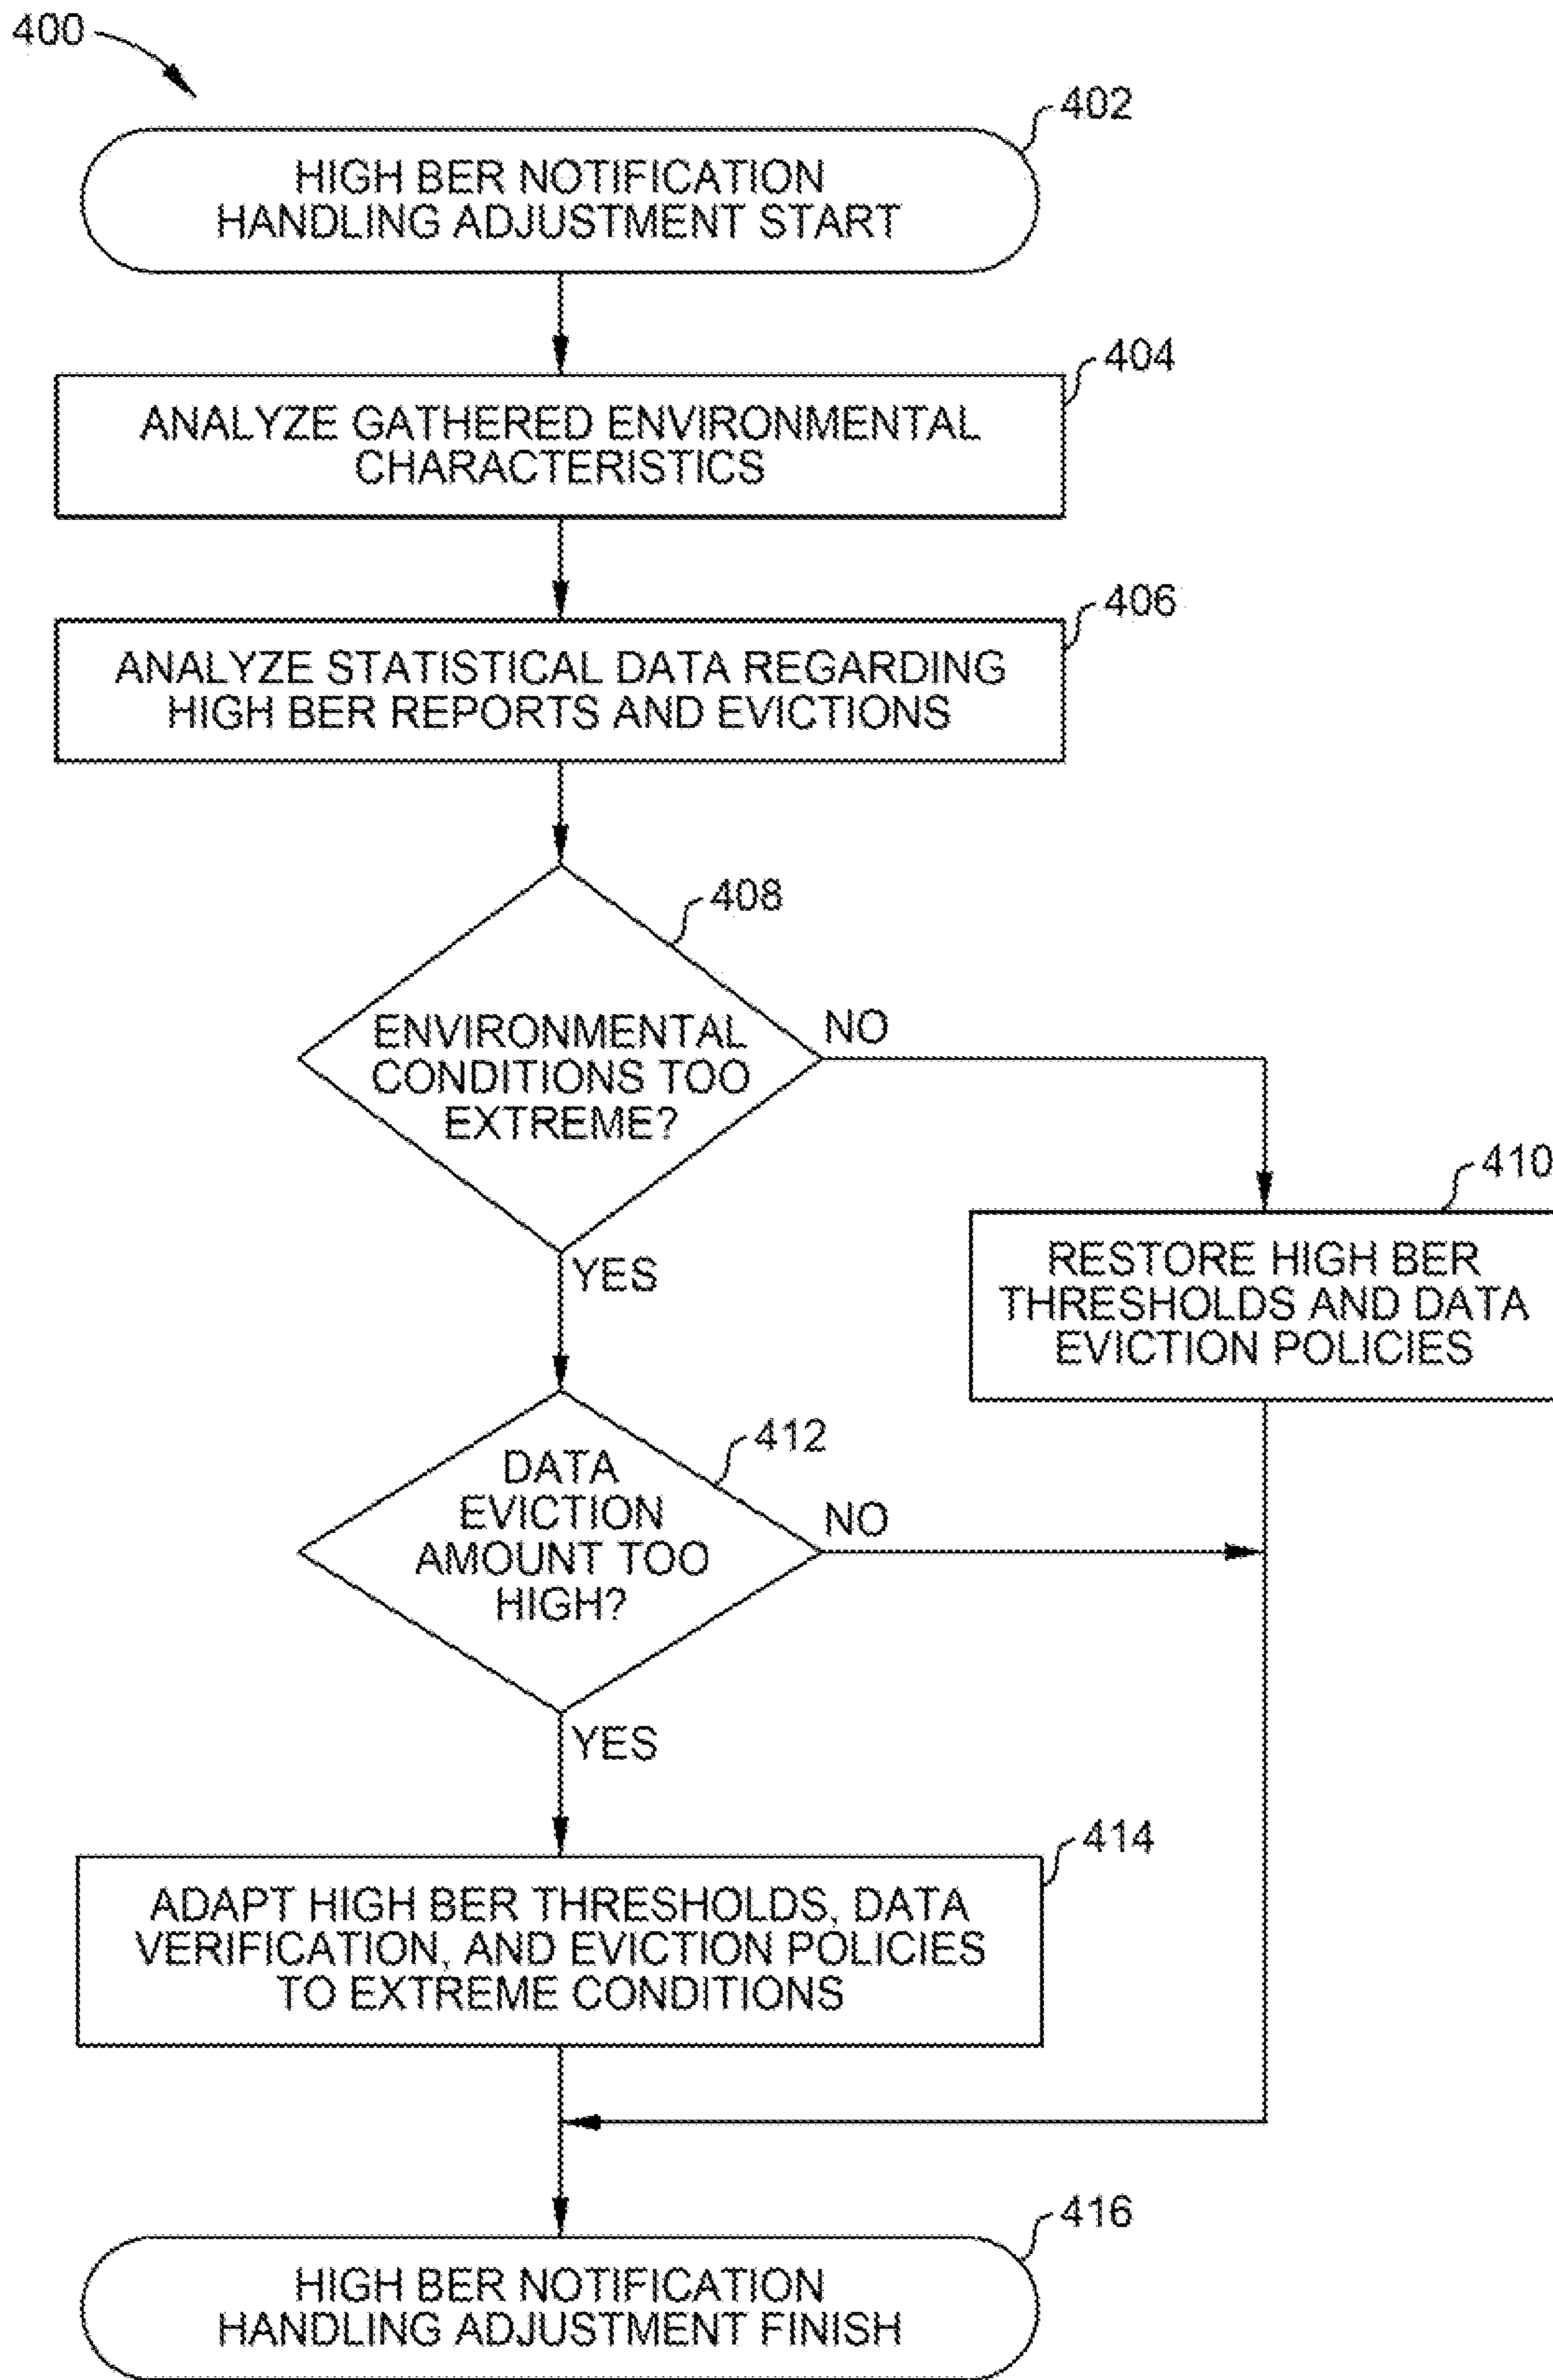 400
402
HIGH BER NOTIFICATION
HANDLING ADJUSTMENT START
404
ANALYZE GATHERED ENVIRONMENTAL
CHARACTERISTICS
406
ANALYZE STATISTICAL DATA REGARDING
HIGH BER REPORTS AND EVICTIONS
408
ENVIRONMENTAL
CONDITIONS TOO
EXTREME?
NO
YES
410
RESTORE HIGH BER
THRESHOLDS AND DATA
EVICTION POLICIES
412
DATA
EVICTION
AMOUNT TOO
HIGH?
NO
YES
414
ADAPT HIGH BER THRESHOLDS, DATA
VERIFICATION, AND EVICTION POLICIES
TO EXTREME CONDITIONS
416
HIGH BER NOTIFICATION
HANDLING ADJUSTMENT FINISH